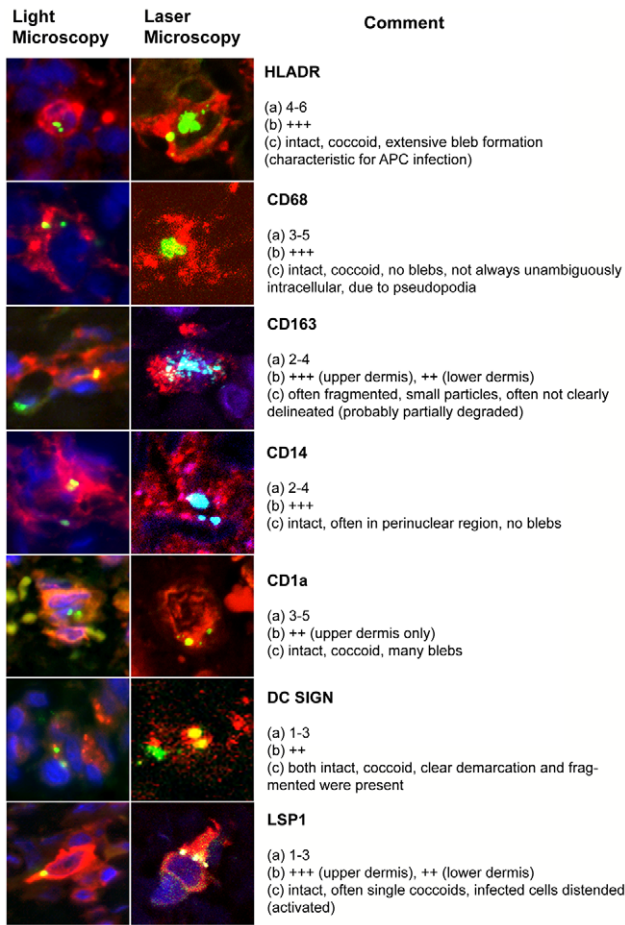 Light
Microscopy
Laser
Microscopy
Comment
HLADR
(a) 4-6
(b) +++
(c) intact, coccoid, extensive bleb formation
(characteristic for APC infection)
CD68
(a) 3-5
(b) +++
(c) intact, coccoid, no blebs, not always unambiguously
intracellular, due to pseudopodia
CD163
(a) 2-4
(b) +++ (upper dermis), ++ (lower dermis)
(c) often fragmented, small particles, often not clearly
delineated (probably partially degraded)
CD14
(a) 2-4
(b) +++
(c) intact, often in perinuclear region, no blebs
CD1a
(a) 3-5
(b) ++ (upper dermis only)
(c) intact, coccoid, many blebs
DC SIGN
(a) 1-3
(b) ++
(c) both intact, coccoid, clear demarcation and frag-
mented were present
LSP1
(a) 1-3
(b) +++ (upper dermis), ++ (lower dermis)
(c) intact, often single coccoids, infected cells distended
(activated)